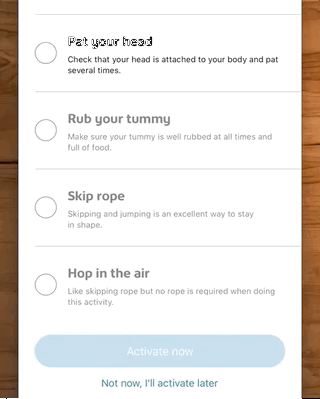 Pat your head
Check that your head is attached to your body and pat
several times.
Rub your tummy
Make sure your tummy is well rubbed at all times and
full of food.
Skip rope
Skipping and jumping is an excellent way to stay
in shape.
Hop in the air
Like skipping rope but no rope is required when doing
this activity.
Activate now
Not now, I'll activate later